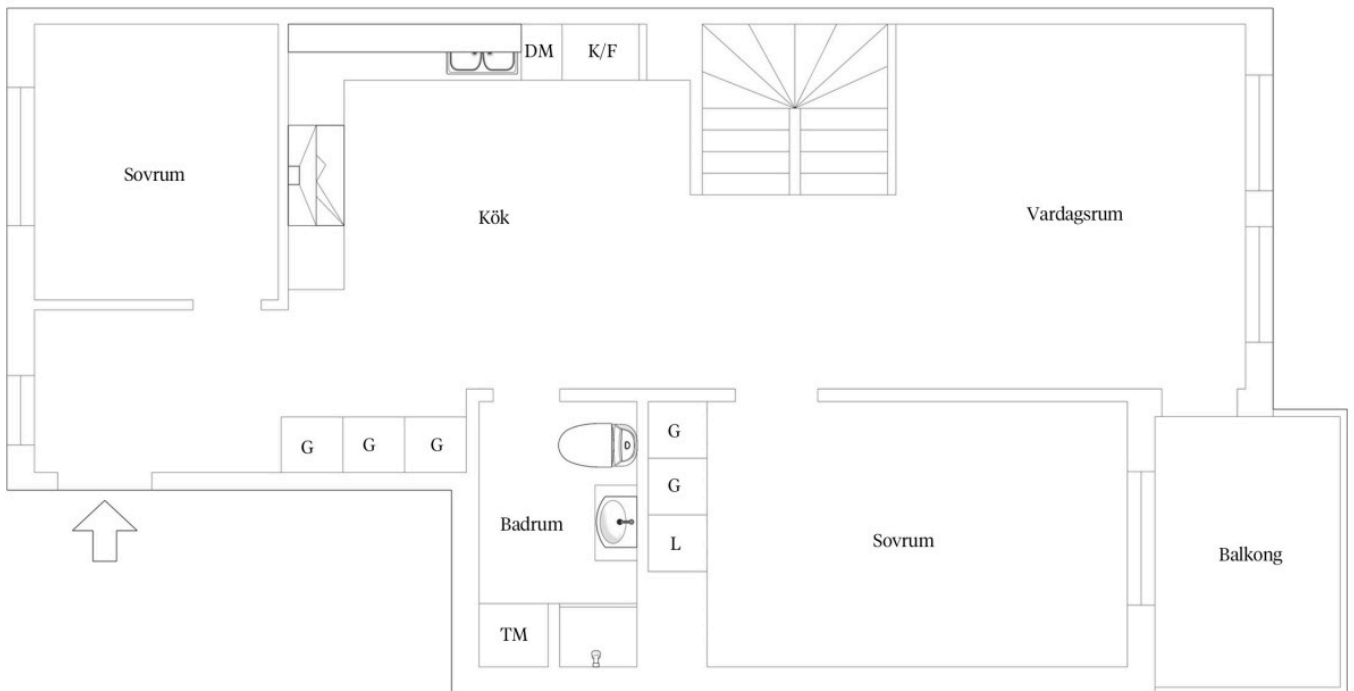 DM
K/F
Sovrum
Kök
Vardagsrum
G
G
G
G
G
L
Badrum
Sovrum
Balkong
TM